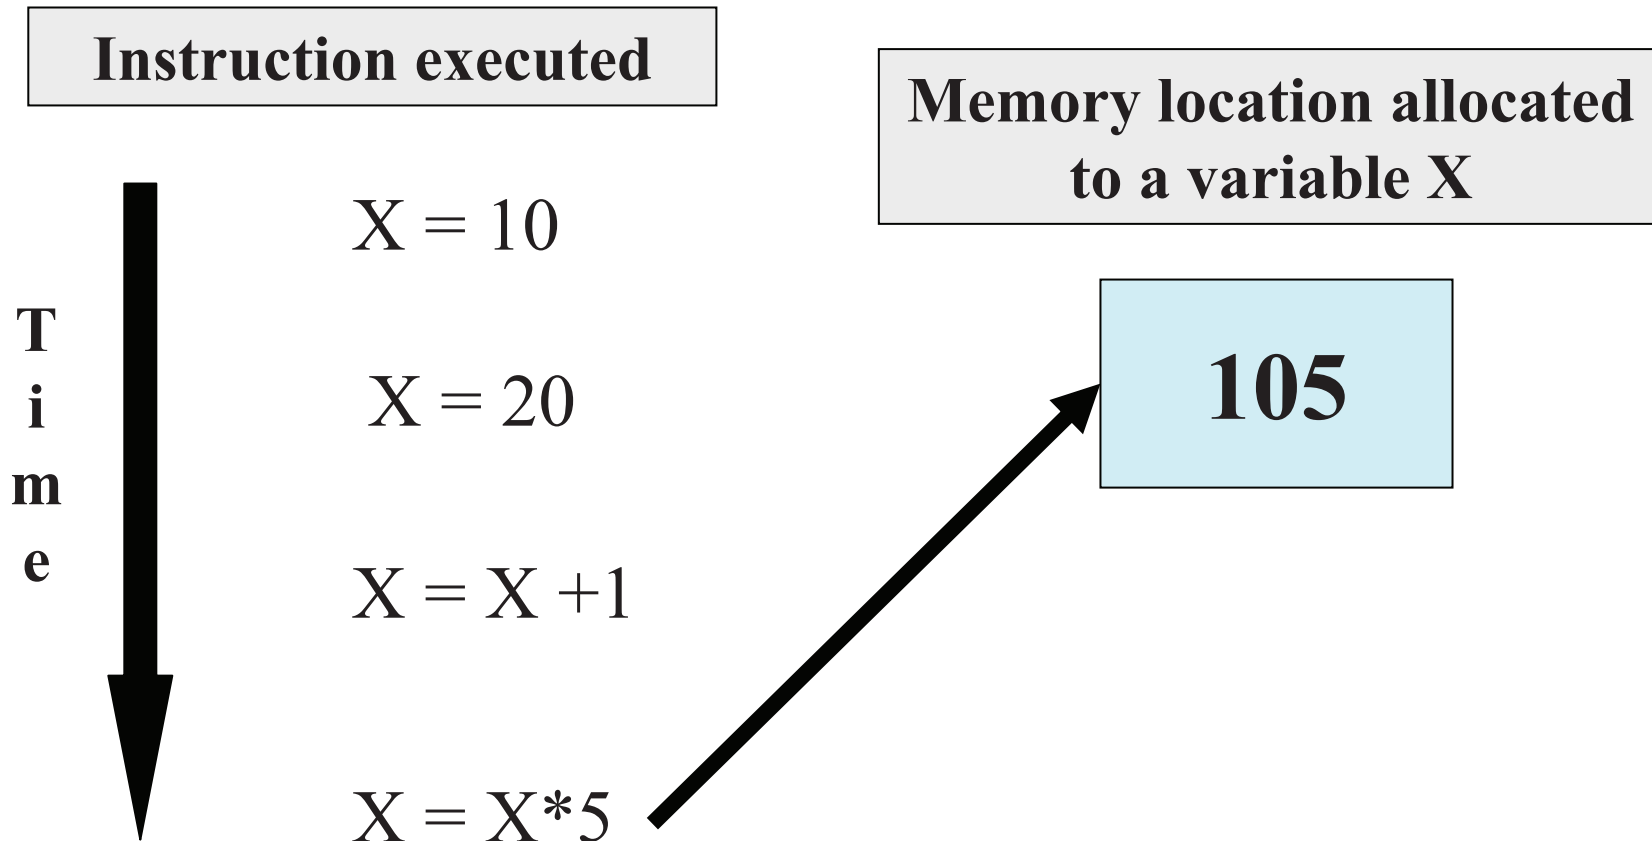 Instruction executed
Memory location allocated
to a variable X
T
i
m
e
X = 10
X = 20
X = X +1
X = X*5
105